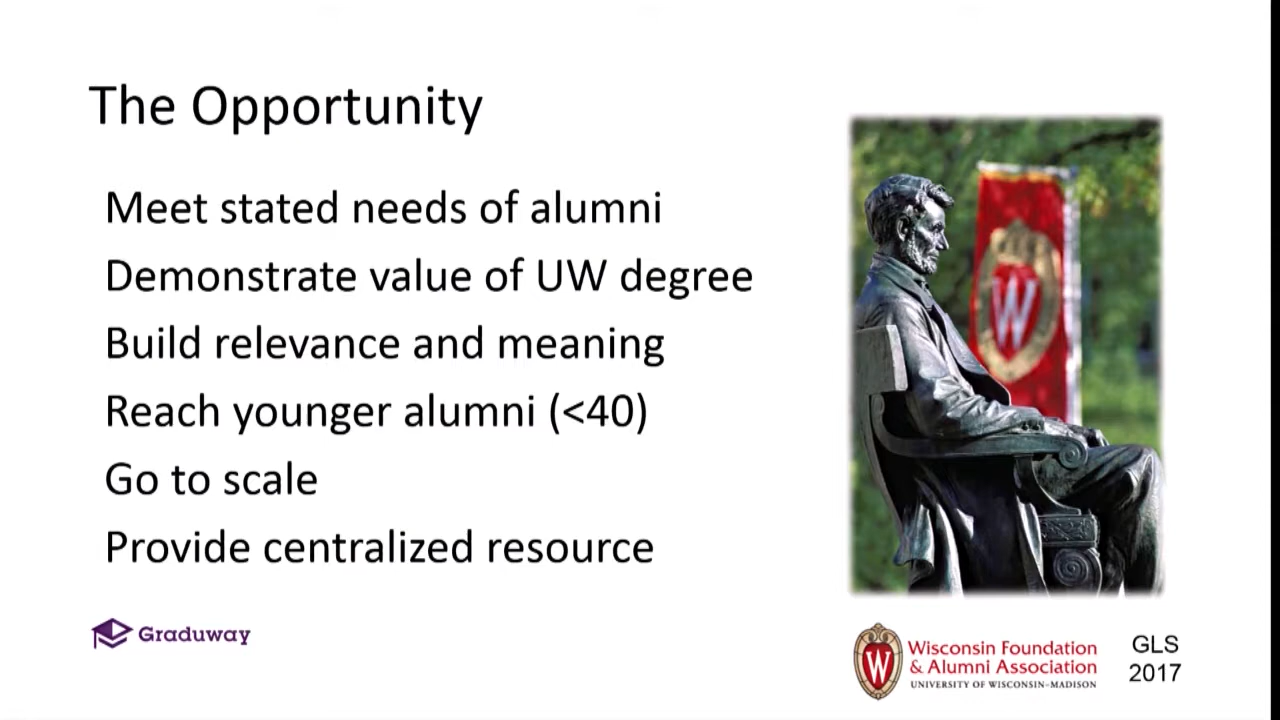 The Opportunity
Meet stated needs of alumni
Demonstrate value of UW degree
Build relevance and meaning
Reach younger alumni (<40)
Go to scale
Provide centralized resource
W
Graduway
W
Wisconsin Foundation
& Alumni Association
UNIVERSITY OF WISCONSIN–MADISON
GLS
2017